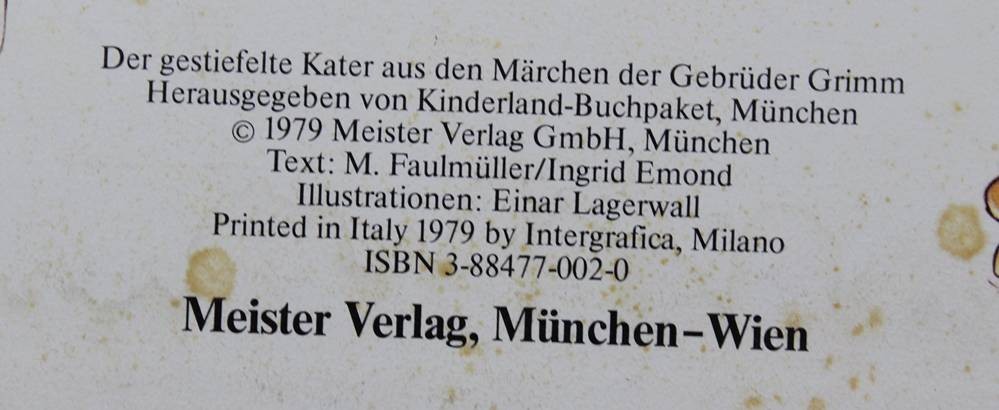 Der gestiefelte Kater aus den Märchen der Gebrüder Grimm
Herausgegeben von Kinderland-Buchpaket, München
© 1979 Meister Verlag GmbH, München
Text: M. Faulmüller/Ingrid Emond
Illustrationen: Einar Lagerwall
Printed in Italy 1979 by Intergrafica, Milano
ISBN 3-88477-002-0
Meister Verlag, München–Wien